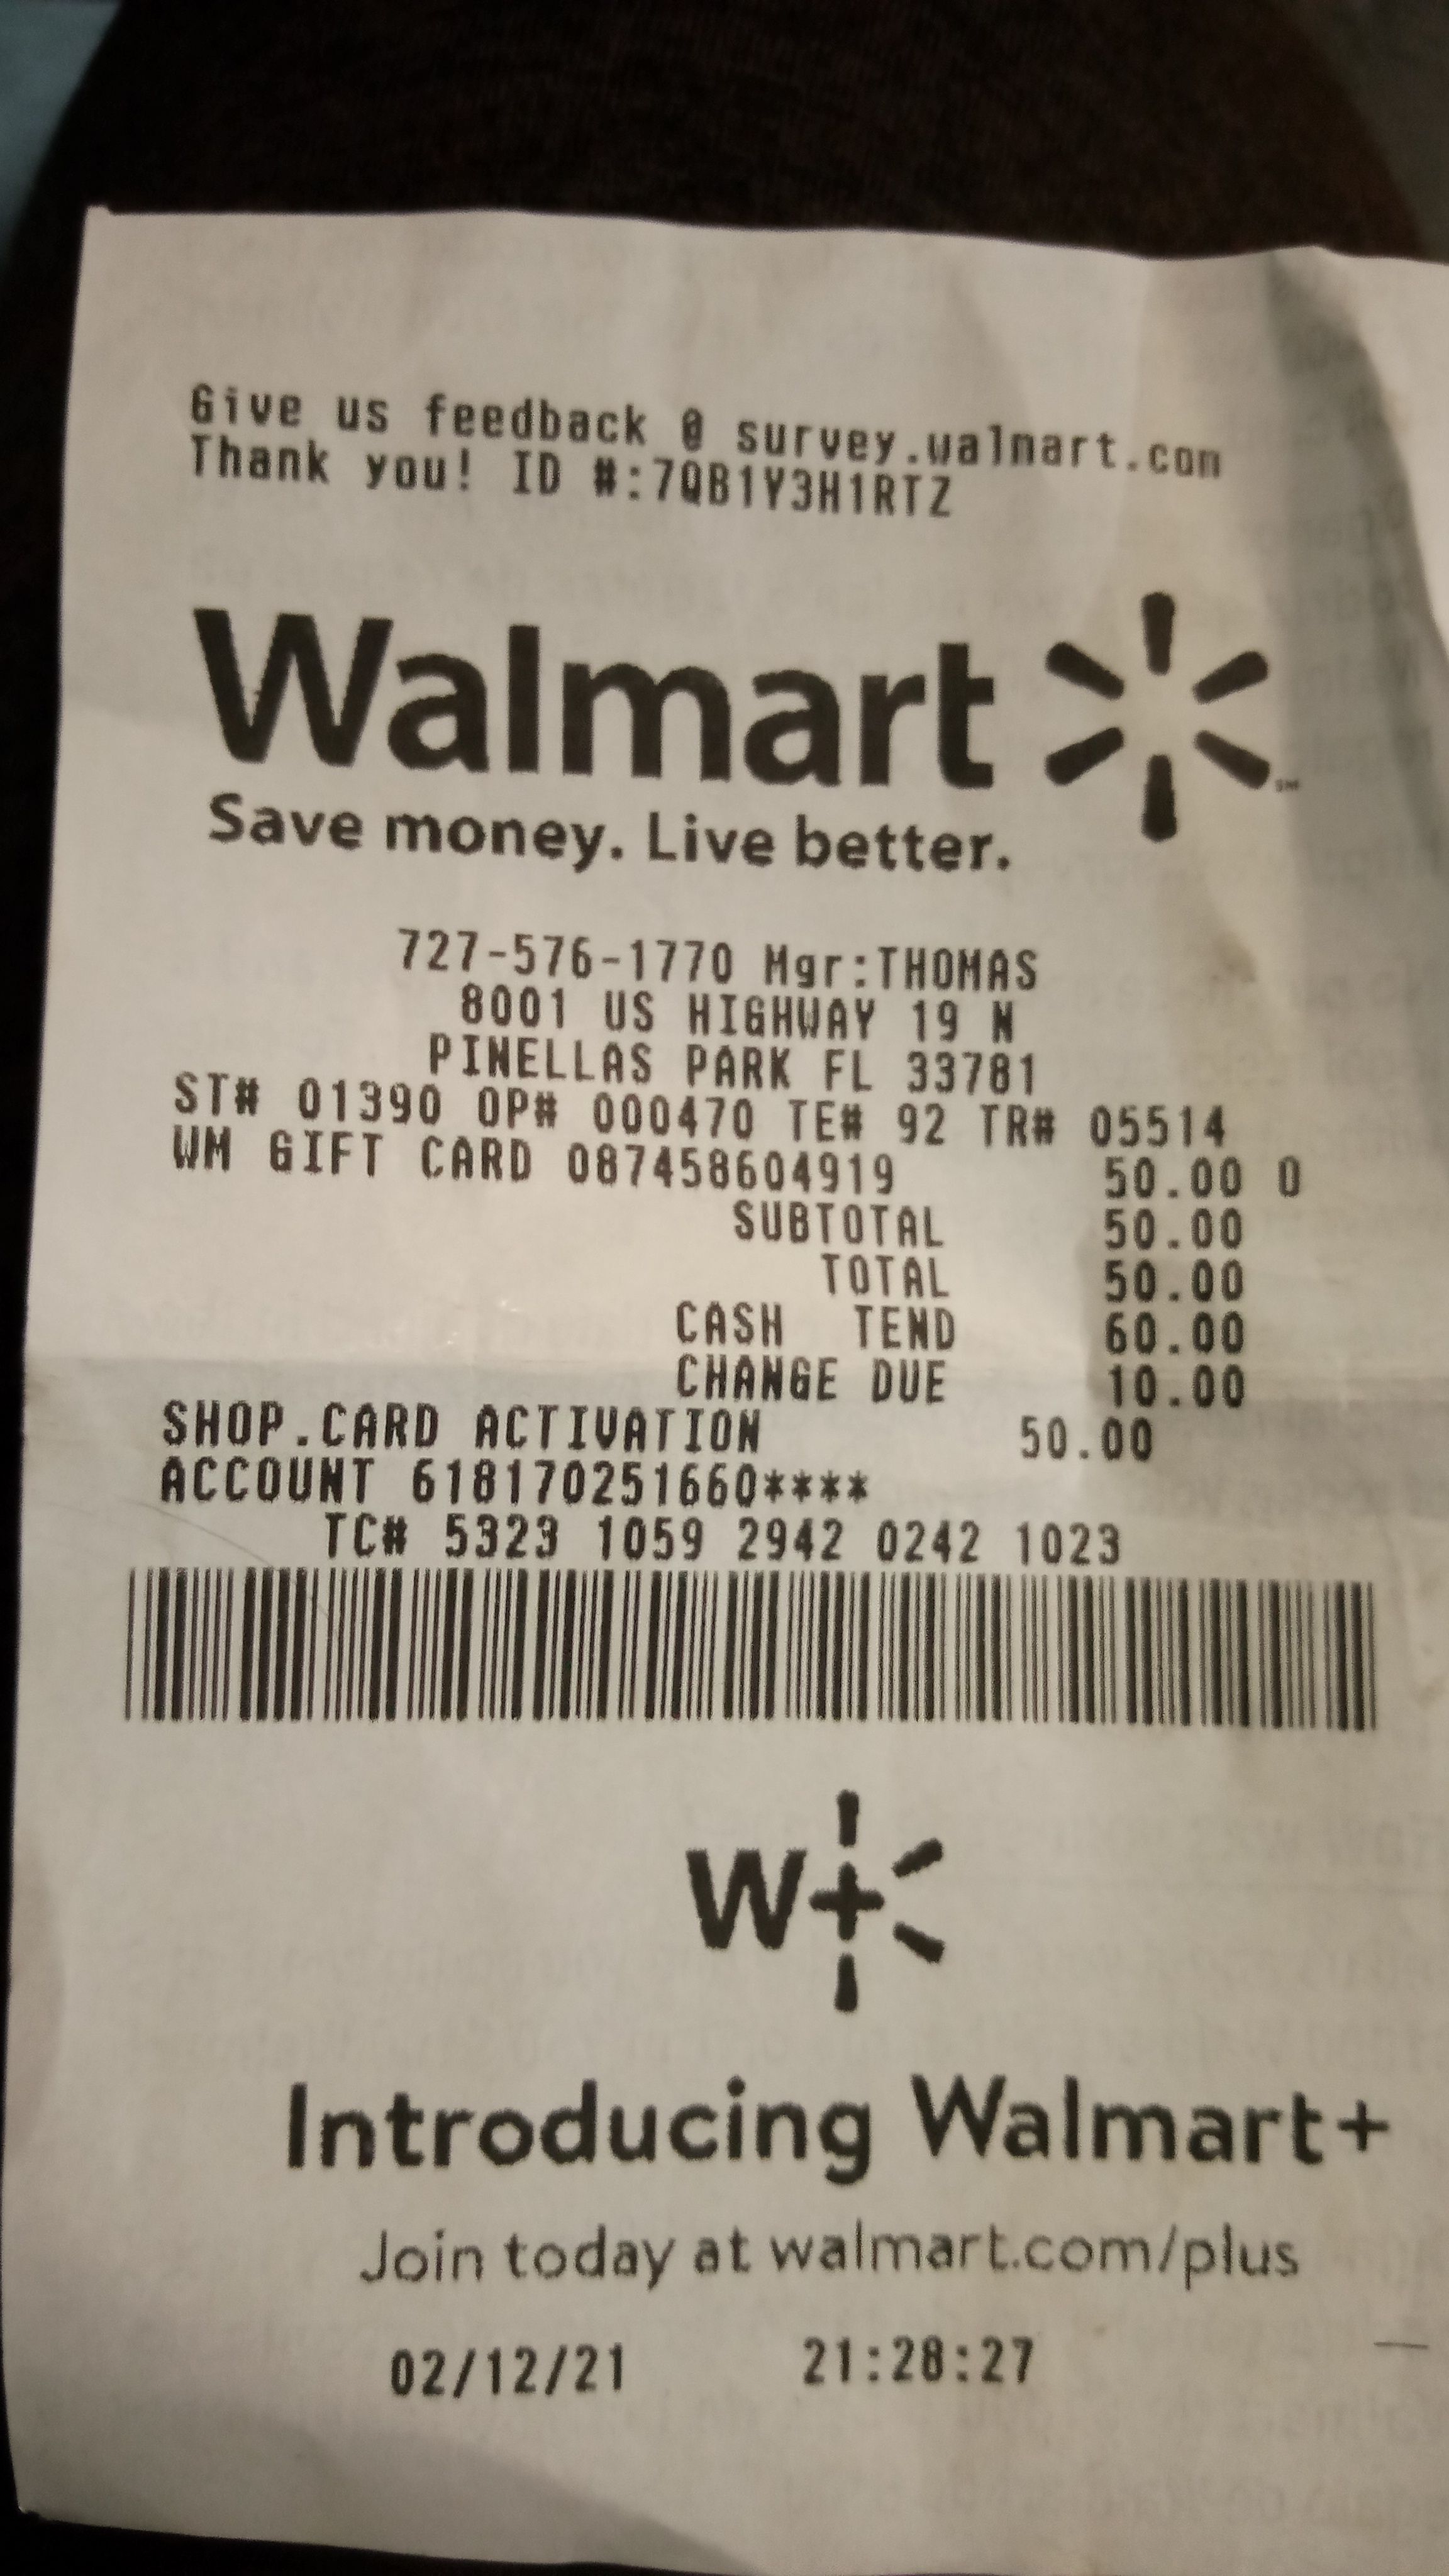 Give us feedback @ survey.walmart.com
Thank you! ID #:7QB1Y3H1RTZ
Walmart
Save money. Live better.
727-576-1770 Mgr:THOMAS
8001 US HIGHWAY 19 N
PINELLAS PARK FL 33781
ST# 01390 OP# 000470 TE# 92 TR# 05514
WM GIFT CARD 087458604919 50.00 O
SUBTOTAL 50.00
TOTAL 50.00
CASH TEND 60.00
CHANGE DUE 10.00
SHOP.CARD ACTIVATION 50.00
ACCOUNT 618170251660****
TC# 5323 1059 2942 0242 1023
W+
Introducing Walmart+
Join today at walmart.com/plus
02/12/21 21:28:27